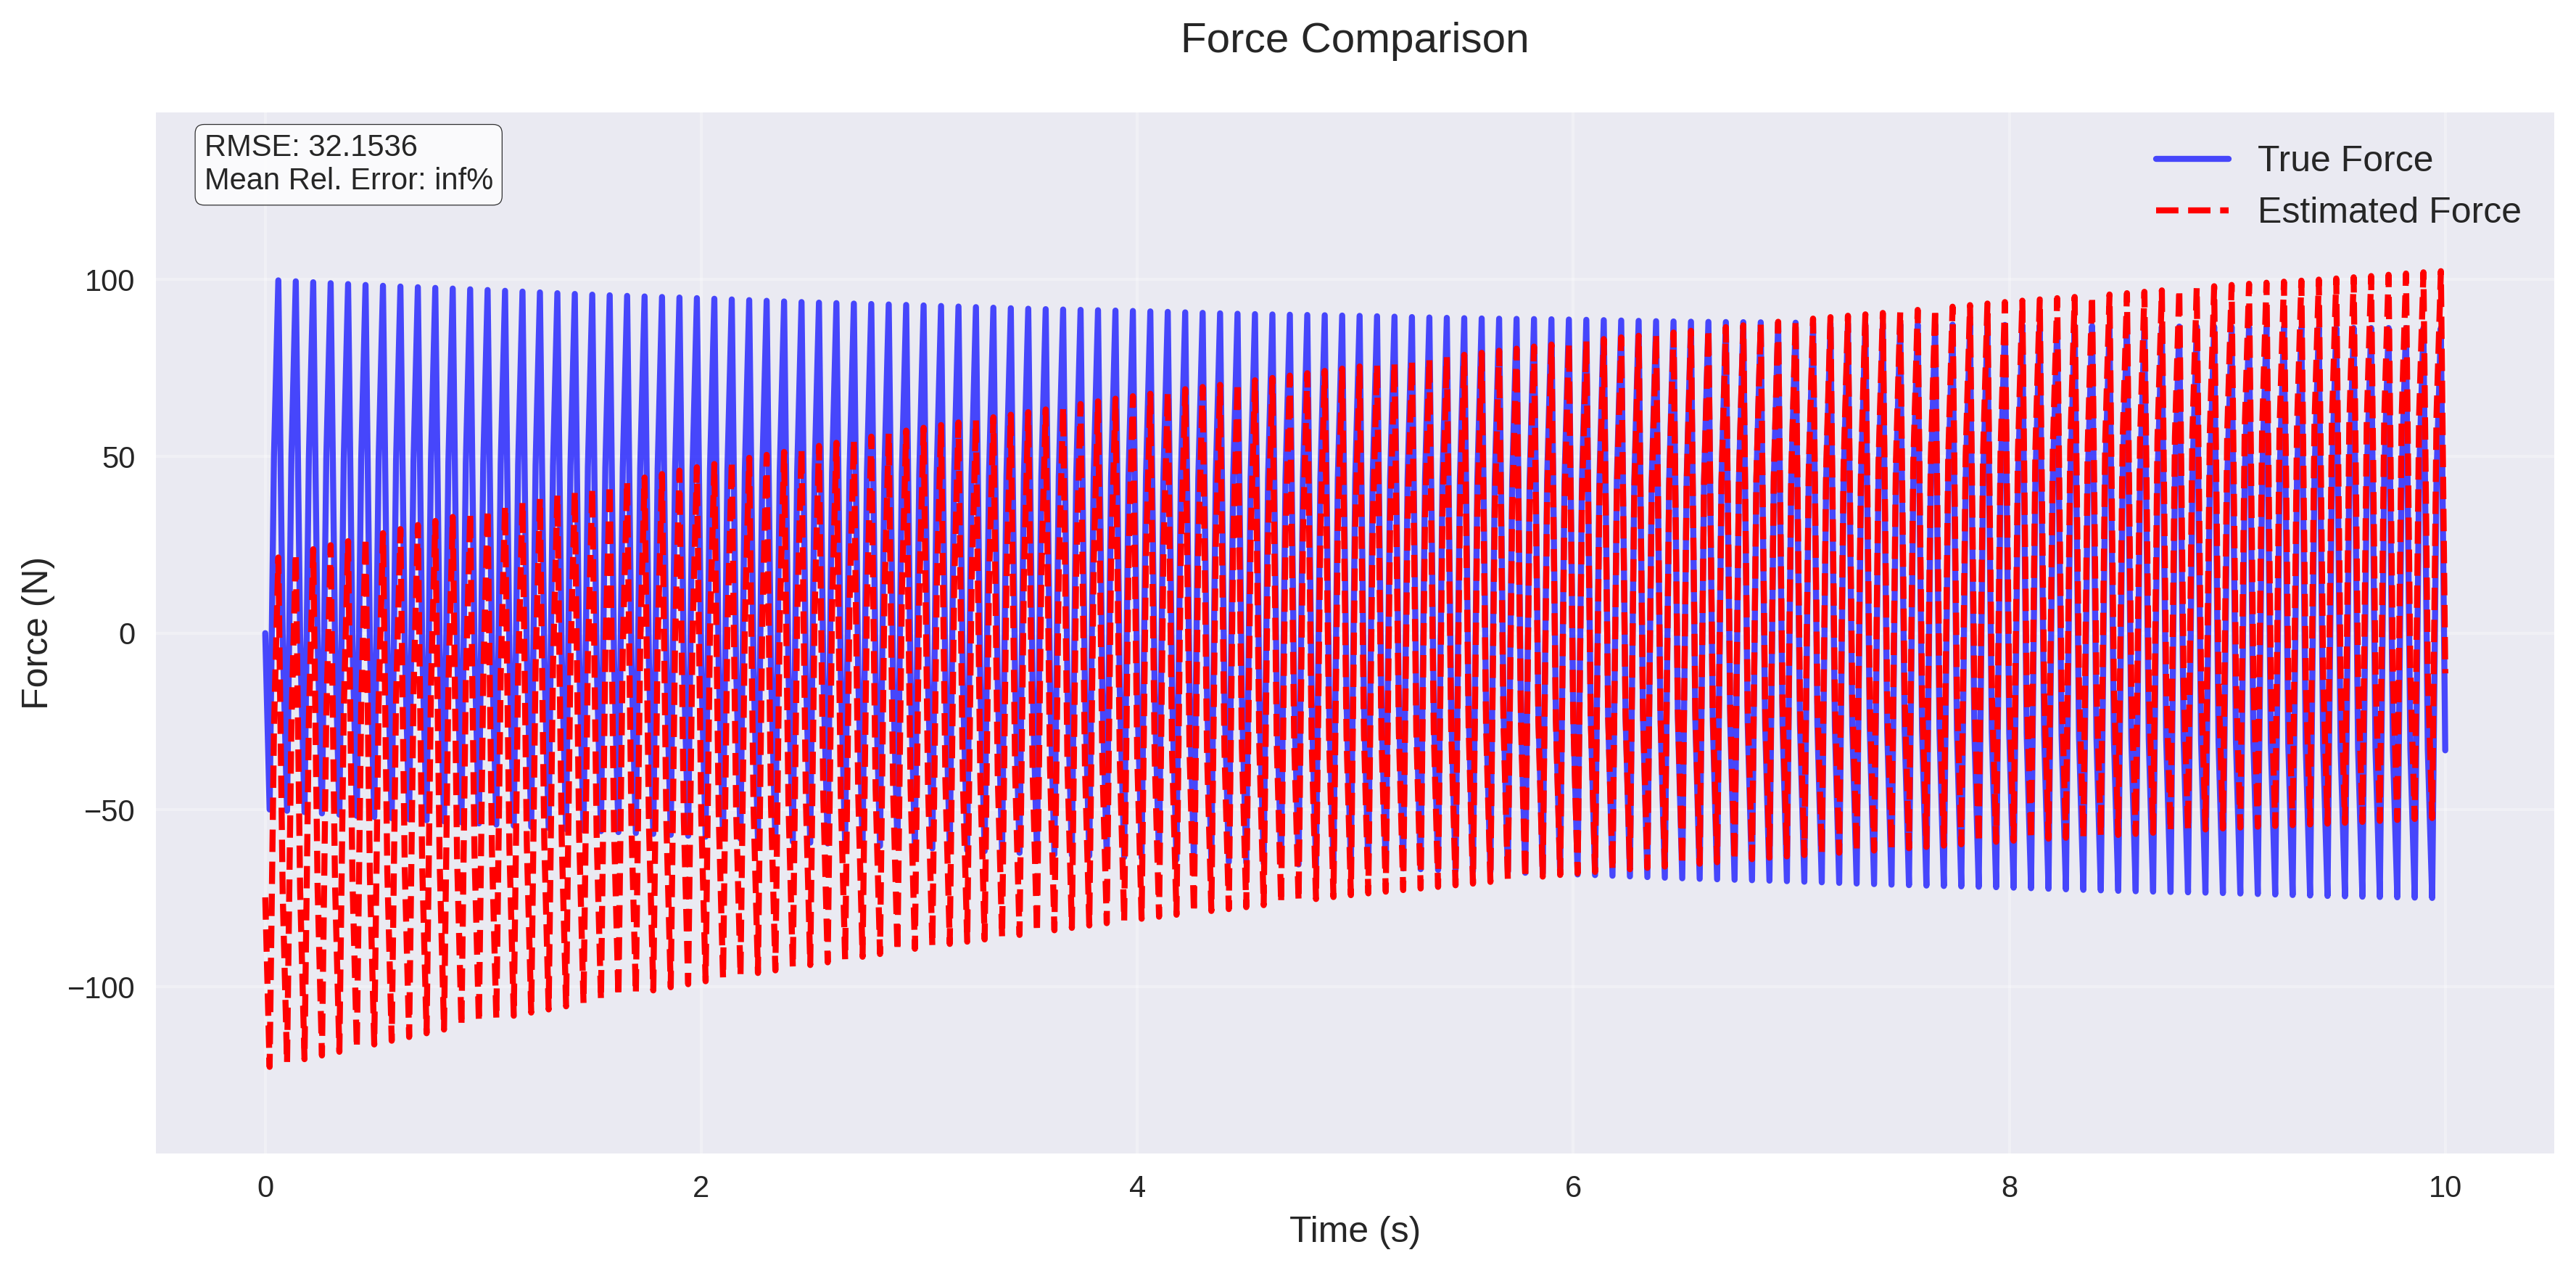 Force Comparison
RMSE: 32.1536
Mean Rel. Error: inf%
True Force
Estimated Force
100
50
0
−50
−100
Force (N)
0
2
4
6
8
10
Time (s)